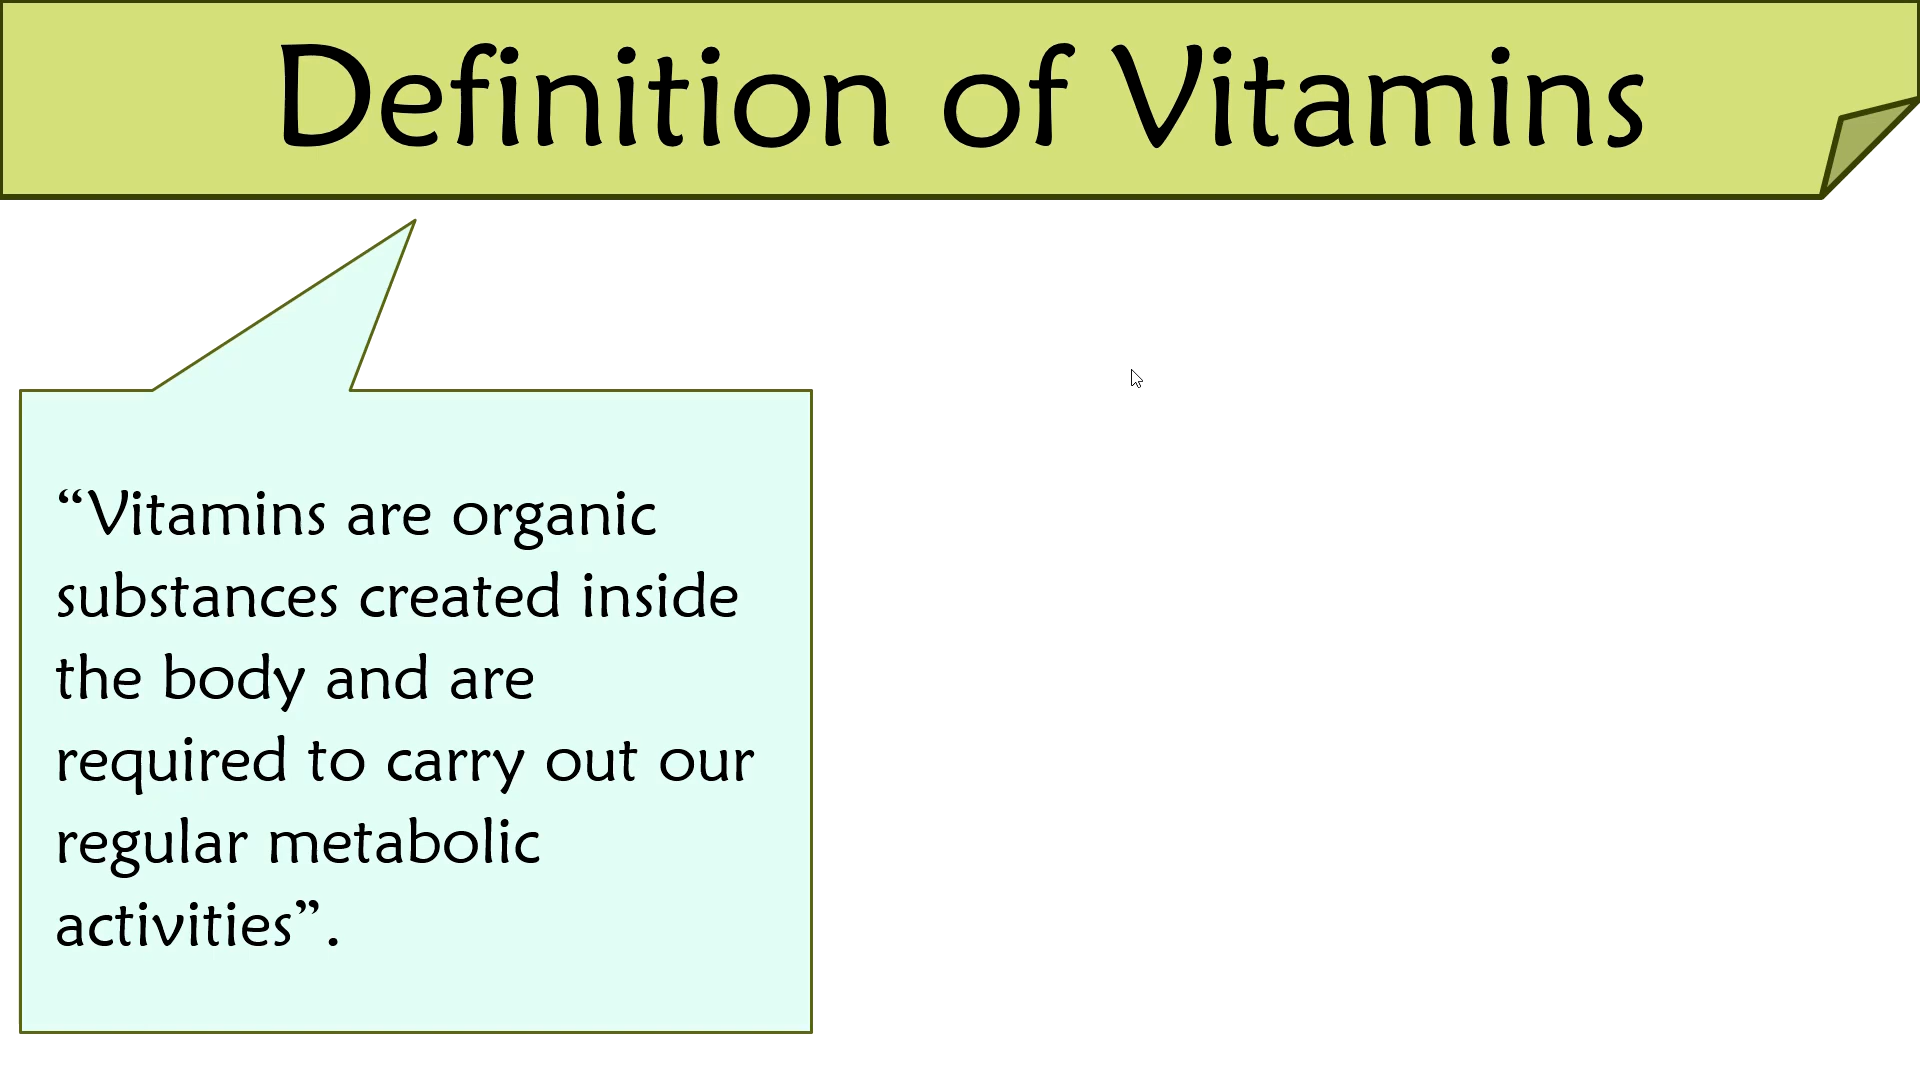 Definition of Vitamins
“Vitamins are organic
substances created inside
the body and are
required to carry out our
regular metabolic
activities”.